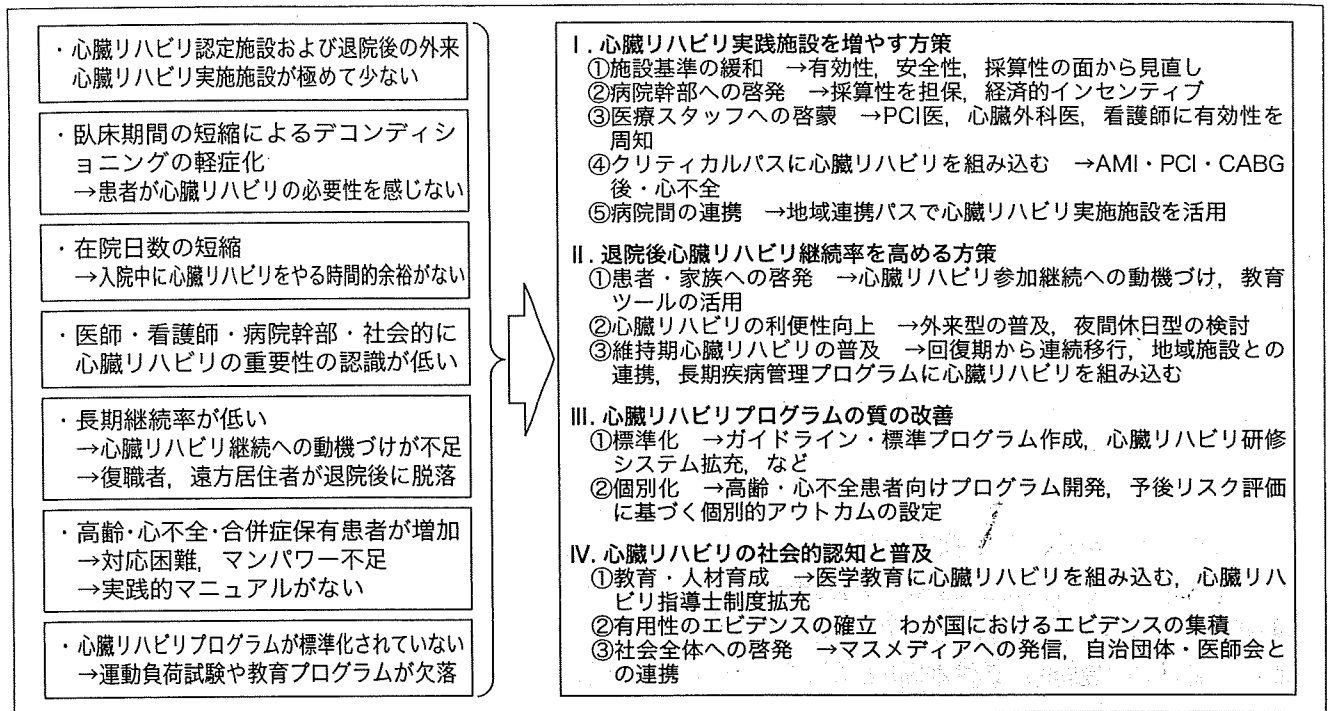 ・心臓リハビリ認定施設および退院後の外来
心臓リハビリ実施施設が極めて少ない
・臥床期間の短縮によるデコンディシ
ョニングの軽症化
→患者が心臓リハビリの必要性を感じない
・在院日数の短縮
→入院中に心臓リハビリをやる時間的余裕がない
・医師・看護師・病院幹部・社会的に
心臓リハビリの重要性の認識が低い
・長期継続率が低い
→心臓リハビリ継続への動機づけが不足
→復職者，遠方居住者が退院後に脱落
・高齢・心不全・合併症保有患者が増加
→対応困難，マンパワー不足
→実践的マニュアルがない
・心臓リハビリプログラムが標準化されていない
→運動負荷試験や教育プログラムが欠落
Ⅰ．心臓リハビリ実践施設を増やす方策
①施設基準の緩和　→有効性，安全性，採算性の面から見直し
②病院幹部への啓発　→採算性を担保，経済的インセンティブ
③医療スタッフへの啓蒙　→PCI医，心臓外科医，看護師に有効性を
周知
④クリティカルパスに心臓リハビリを組み込む　→AMI・PCI・CABG
後・心不全
⑤病院間の連携　→地域連携パスで心臓リハビリ実施施設を活用
Ⅱ．退院後心臓リハビリ継続率を高める方策
①患者・家族への啓発　→心臓リハビリ参加継続への動機づけ，教育
ツールの活用
②心臓リハビリの利便性向上　→外来型の普及，夜間休日型の検討
③維持期心臓リハビリの普及　→回復期から連続移行，地域施設との
連携，長期疾病管理プログラムに心臓リハビリを組み込む
Ⅲ．心臓リハビリプログラムの質の改善
①標準化　→ガイドライン・標準プログラム作成，心臓リハビリ研修
システム拡充，など
②個別化　→高齢・心不全患者向けプログラム開発，予後リスク評価
に基づく個別的アウトカムの設定
Ⅳ．心臓リハビリの社会的認知と普及
①教育・人材育成　→医学教育に心臓リハビリを組み込む，心臓リハ
ビリ指導士制度拡充
②有用性のエビデンスの確立　わが国におけるエビデンスの集積
③社会全体への啓発　→マスメディアへの発信，自治団体・医師会と
の連携